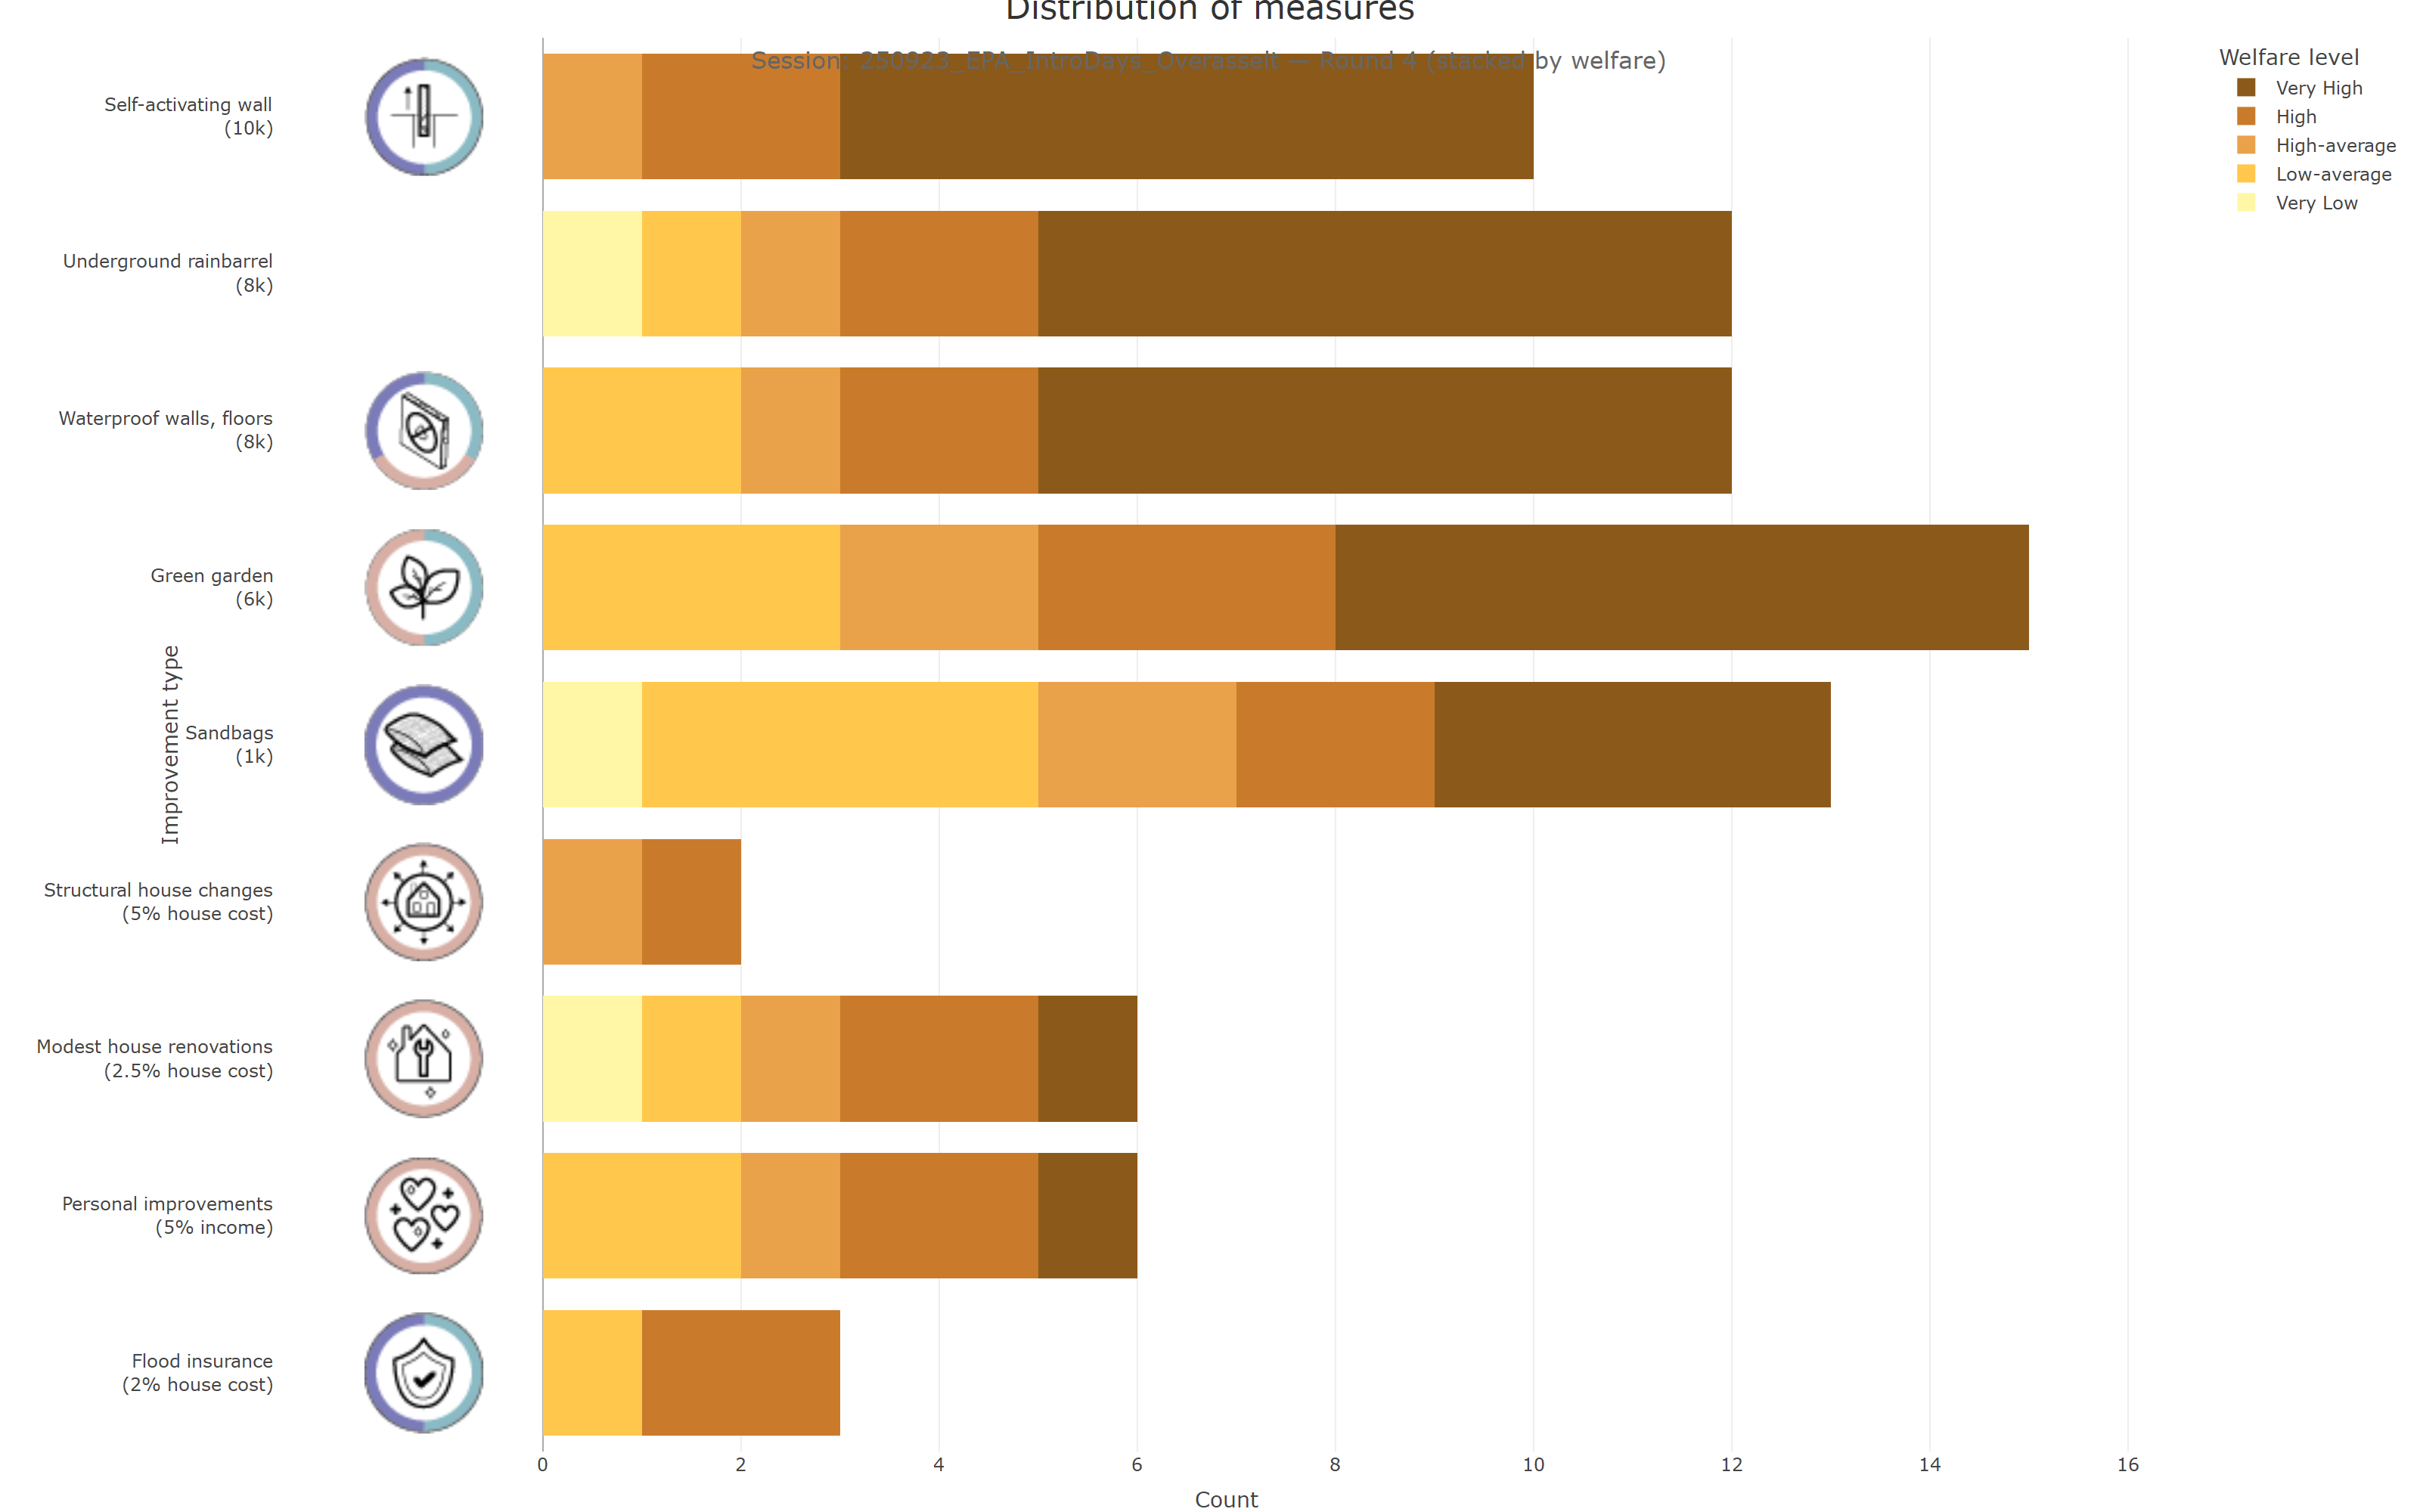 Distribution of measures
Session: 250923_EPA_IntroDays_Overasselt — Round 4 (stacked by welfare)
Welfare level
Very High
High
High-average
Low-average
Very Low
Improvement type
Self-activating wall
(10k)
Underground rainbarrel
(8k)
Waterproof walls, floors
(8k)
Green garden
(6k)
Sandbags
(1k)
Structural house changes
(5% house cost)
Modest house renovations
(2.5% house cost)
Personal improvements
(5% income)
Flood insurance
(2% house cost)
0 2 4 6 8 10 12 14 16
Count